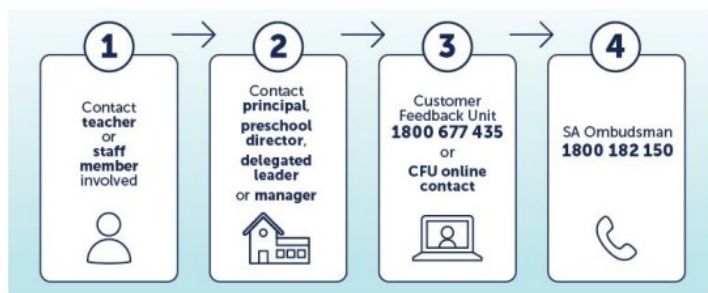 1
Contact
teacher
or
staff
member
involved
2
Contact
principal,
preschool
director,
delegated
leader
or manager
3
Customer
Feedback Unit
1800 677 435
or
CFU online
contact
4
SA Ombudsman
1800 182 150